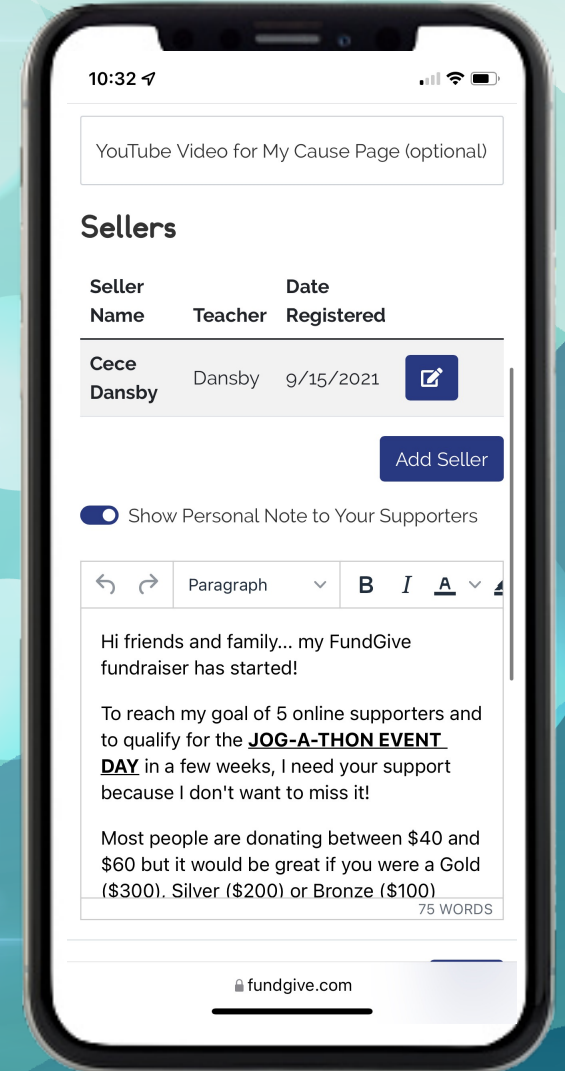 10:32
YouTube Video for My Cause Page (optional)
Sellers
Seller
Name
Teacher
Date
Registered
Cece
Dansby
Dansby
9/15/2021
Add Seller
Show Personal Note to Your Supporters
Paragraph
B I A
Hi friends and family... my FundGive
fundraiser has started!
To reach my goal of 5 online supporters and
to qualify for the JOG-A-THON EVENT
DAY in a few weeks, I need your support
because I don't want to miss it!
Most people are donating between $40 and
$60 but it would be great if you were a Gold
($300), Silver ($200) or Bronze ($100)
75 WORDS
fundgive.com